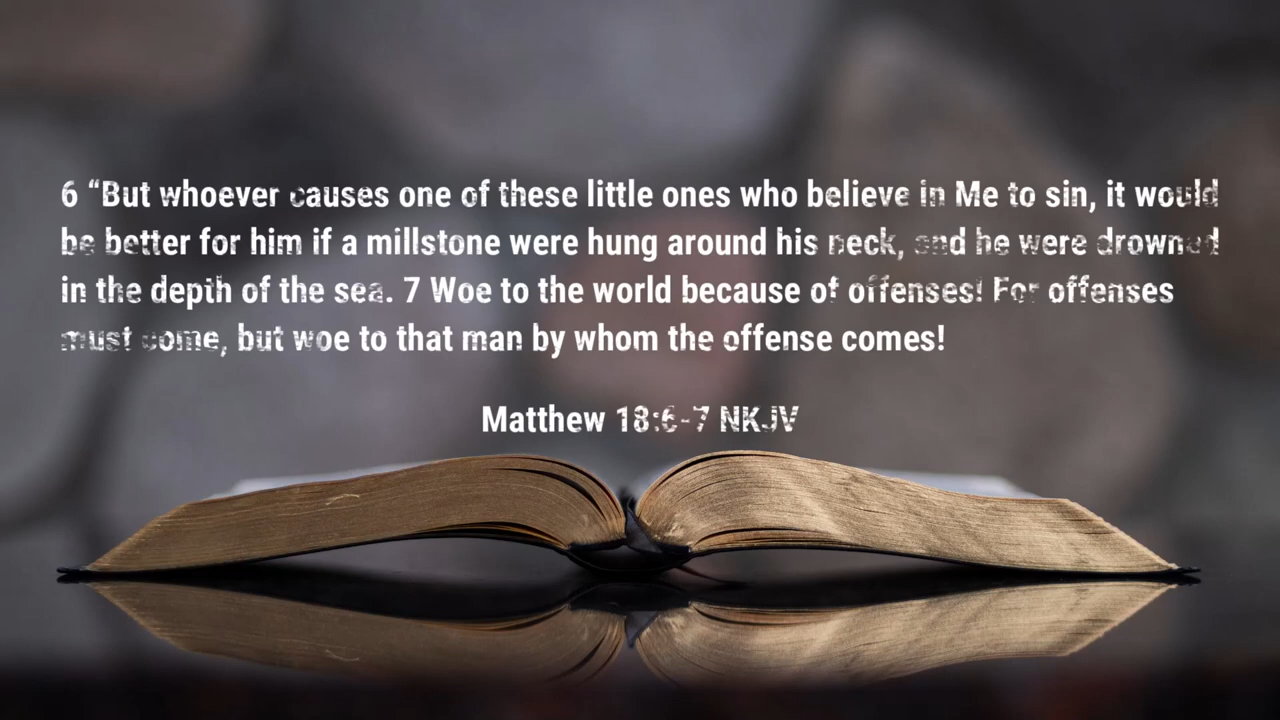 6 “But whoever causes one of these little ones who believe in Me to sin, it would
be better for him if a millstone were hung around his neck, and he were drowned
in the depth of the sea. 7 Woe to the world because of offenses! For offenses
must come, but woe to that man by whom the offense comes!
Matthew 18:6-7 NKJV